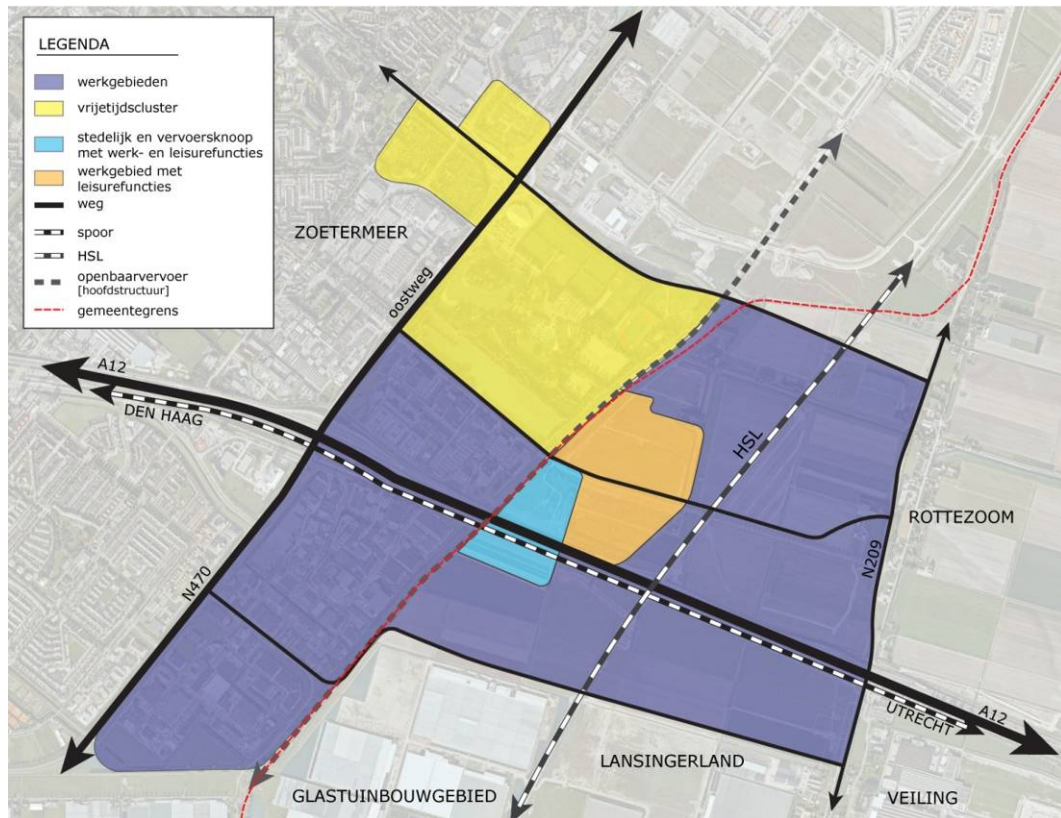 LEGENDA
werkgebieden
vrijetijdscluster
stedelijk en vervoersknoop
met werk- en leisurefuncties
werkgebied met
leisurefuncties
weg
spoor
HSL
openbaarvervoer
[hoofdstructuur]
gemeentegrens
ZOETERMEER
oostweg
A12
DEN HAAG
HSL
ROTTEZOOM
N209
N470
A12
UTRECHT
LANSINGERLAND
GLASTUINBOUWGEBIED
VEILING